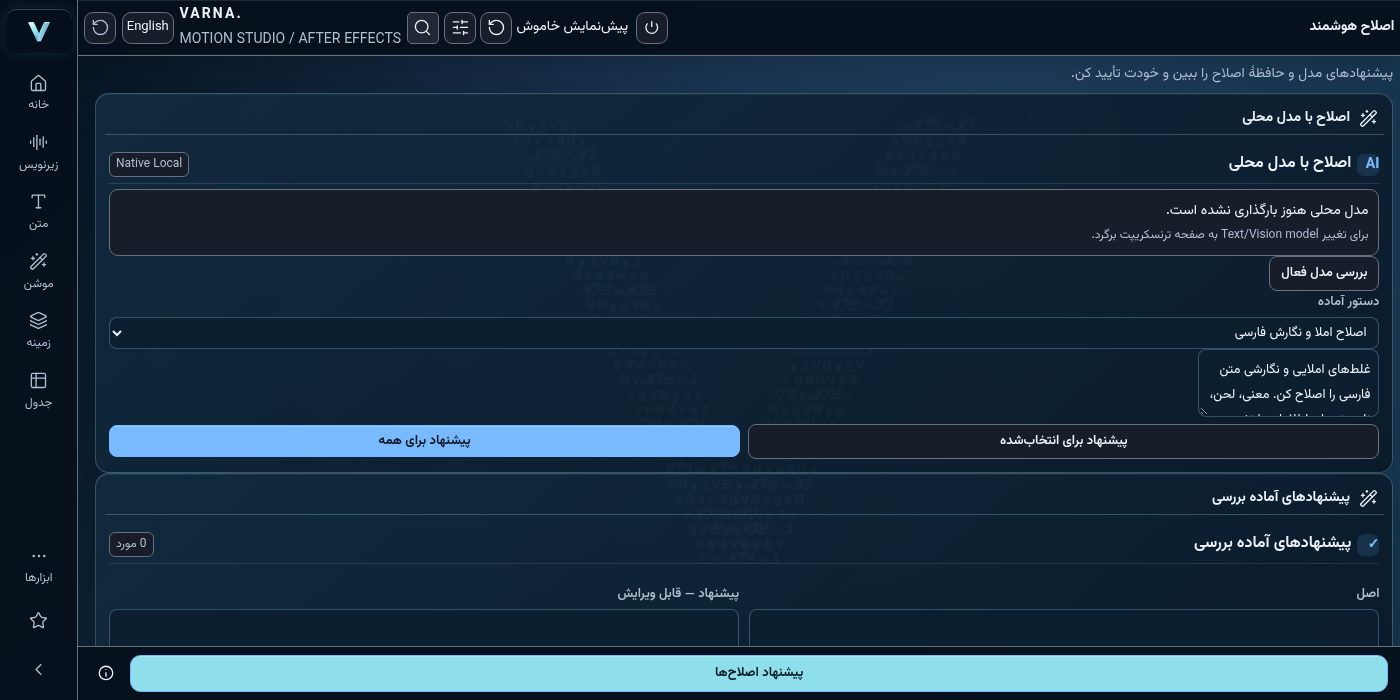 اصلاح هوشمند
پیش‌نمایش خاموش
English
VARNA.
MOTION STUDIO / AFTER EFFECTS
خانه
زیرنویس
متن
موشن
زمینه
جدول
ابزارها
پیشنهادهای مدل و حافظهٔ اصلاح را ببین و خودت تأیید کن.
اصلاح با مدل محلی
AI اصلاح با مدل محلی
Native Local
مدل محلی هنوز بارگذاری نشده است.
برای تغییر Text/Vision model به صفحه ترنسکریپت برگرد.
بررسی مدل فعال
دستور آماده
اصلاح املا و نگارش فارسی
غلط‌های املایی و نگارشی متن
فارسی را اصلاح کن. معنی، لحن،
پیشنهاد برای انتخاب‌شده
پیشنهاد برای همه
پیشنهادهای آماده بررسی
✓ پیشنهادهای آماده بررسی
0 مورد
اصل
پیشنهاد — قابل ویرایش
پیشنهاد اصلاح‌ها